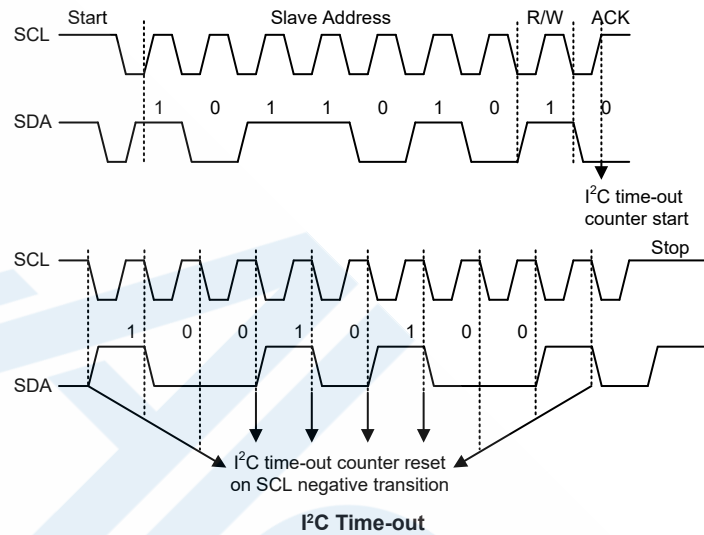 Start Slave Address R/W ACK
SCL
1 0 1 1 0 1 0 1 0
SDA
I²C time-out
counter start
Stop
SCL
1 0 0 1 0 1 0 0
SDA
I²C time-out counter reset
on SCL negative transition
I²C Time-out